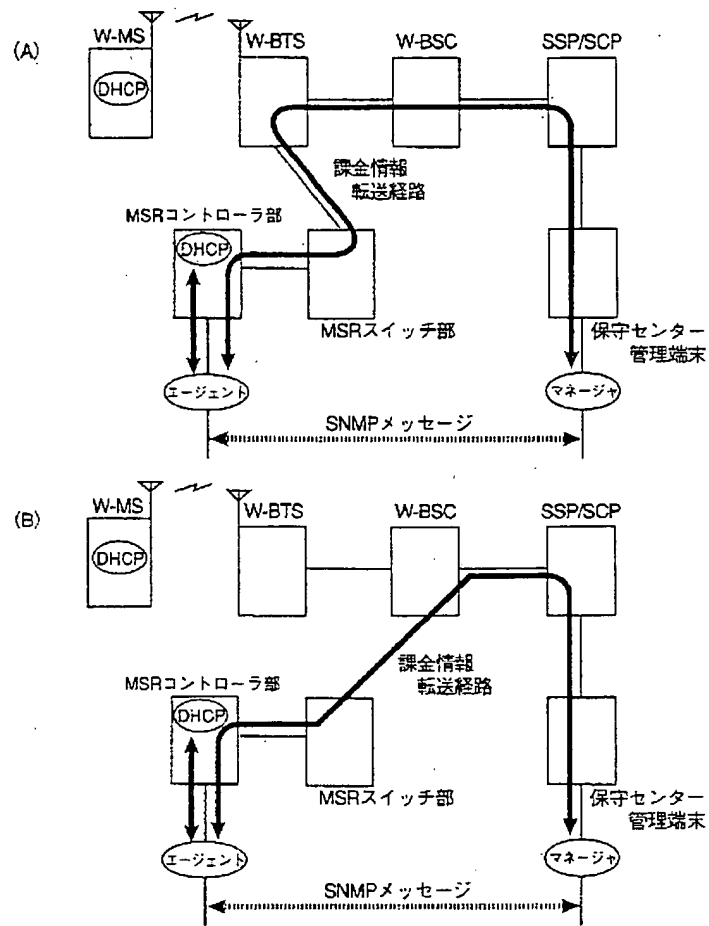 (A)
W-MS
W-BTS
W-BSC
SSP/SCP
DHCP
課金情報
転送経路
MSRコントローラ部
DHCP
MSRスイッチ部
保守センター
管理端末
エージェント
マネージャ
SNMPメッセージ
(B)
W-MS
W-BTS
W-BSC
SSP/SCP
DHCP
課金情報
転送経路
MSRコントローラ部
DHCP
MSRスイッチ部
保守センター
管理端末
エージェント
マネージャ
SNMPメッセージ